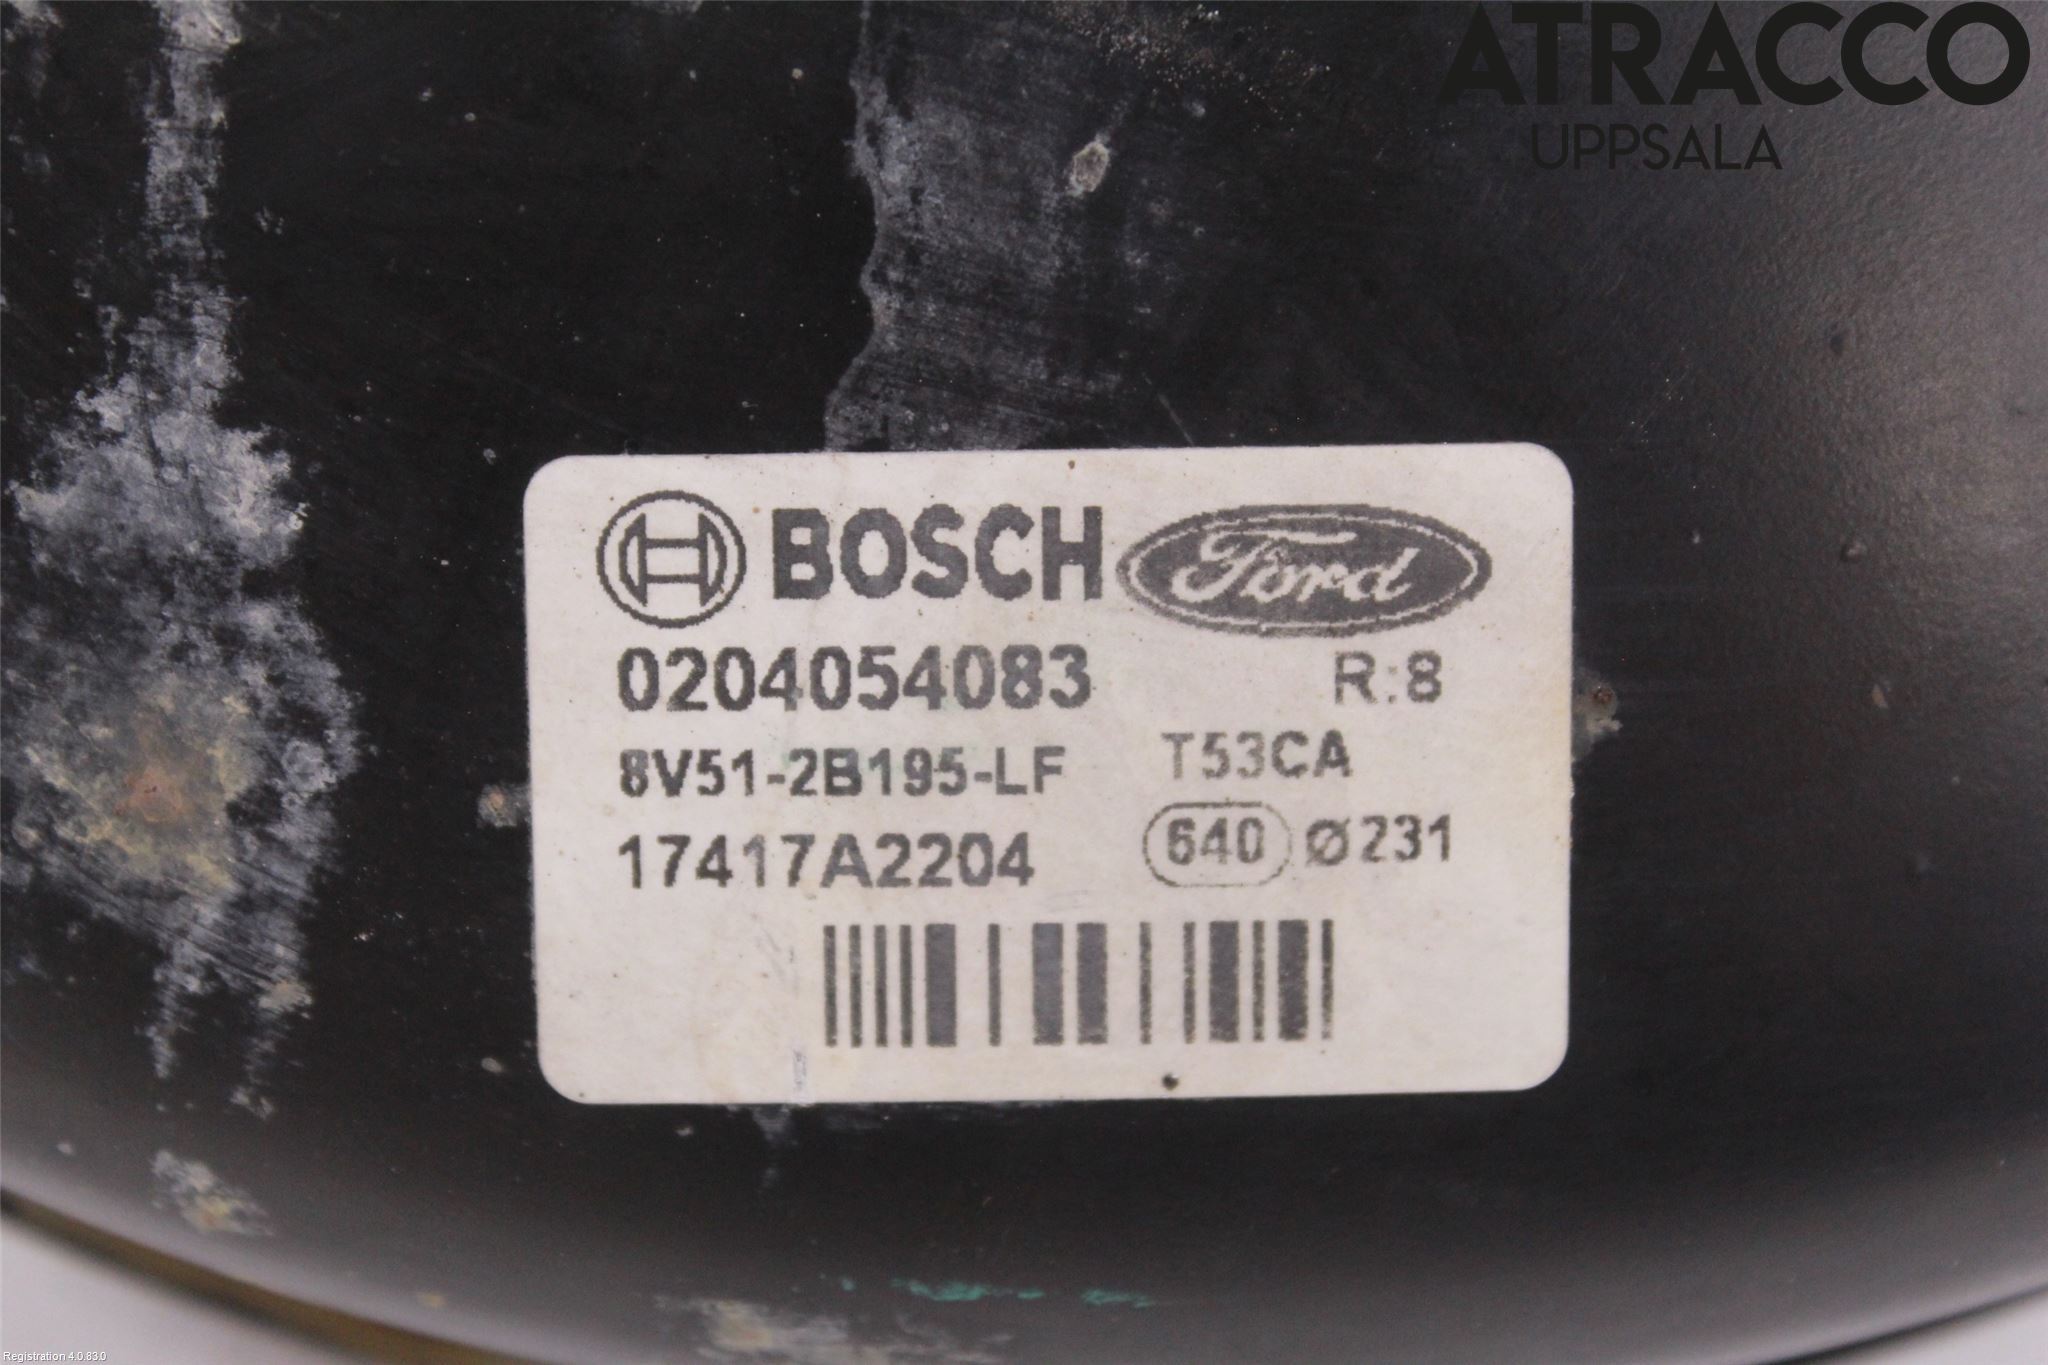 ATRACCO
UPPSALA
BOSCH Ford
0204054083 R:8
8V51-2B195-LF T53CA
17417A2204 640 Ø231
Registration 4.0.83.0